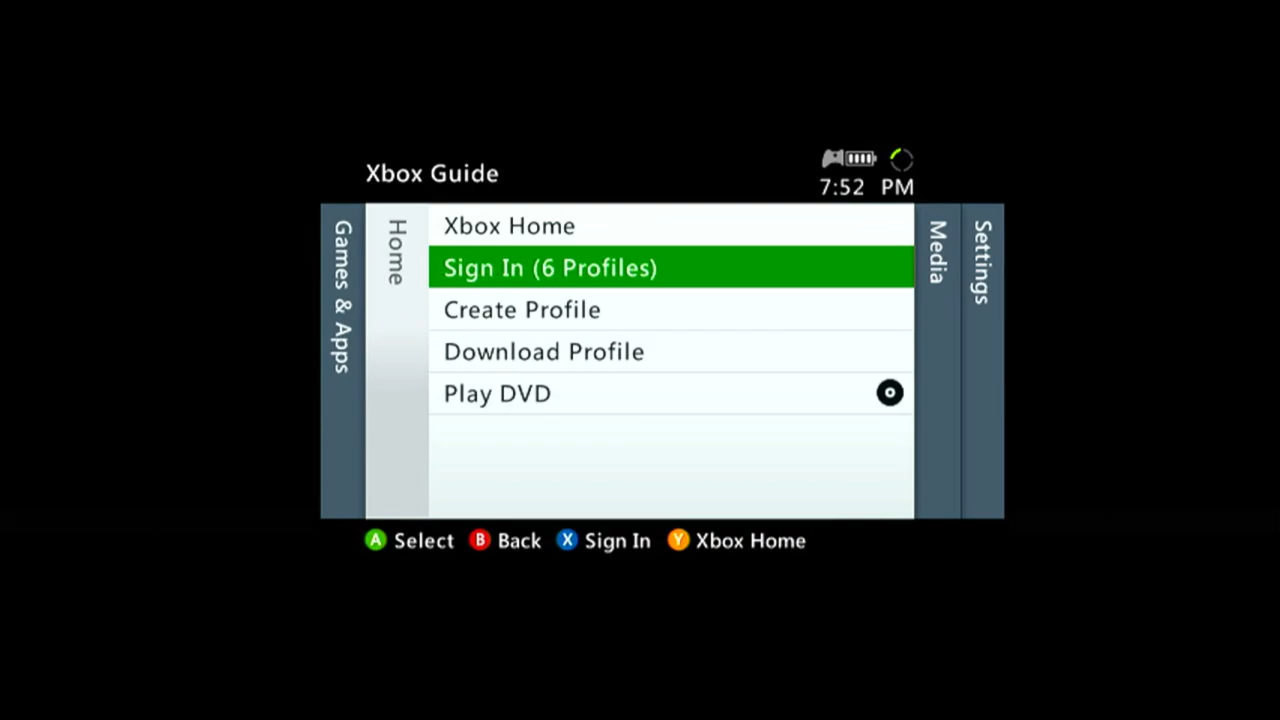 Xbox Guide
7:52 PM
Games & Apps
Home
Xbox Home
Sign In (6 Profiles)
Create Profile
Download Profile
Play DVD
Media
Settings
A Select B Back X Sign In Y Xbox Home